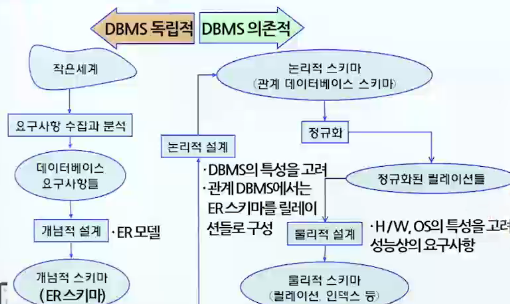 DBMS 독립적
DBMS 의존적
작은세계
요구사항 수집과 분석
데이터베이스
요구사항들
개념적 설계
· ER 모델
개념적 스키마
(ER 스키마)
논리적 설계
· DBMS의 특성을 고려
· 관계 DBMS에서는
ER 스키마를 릴레이
션들로 구성
논리적 스키마
(관계 데이터베이스 스키마)
정규화
정규화된 릴레이션들
물리적 설계
· H/W, OS의 특성을 고려
성능상의 요구사항
물리적 스키마
(릴레이션, 인덱스 등)